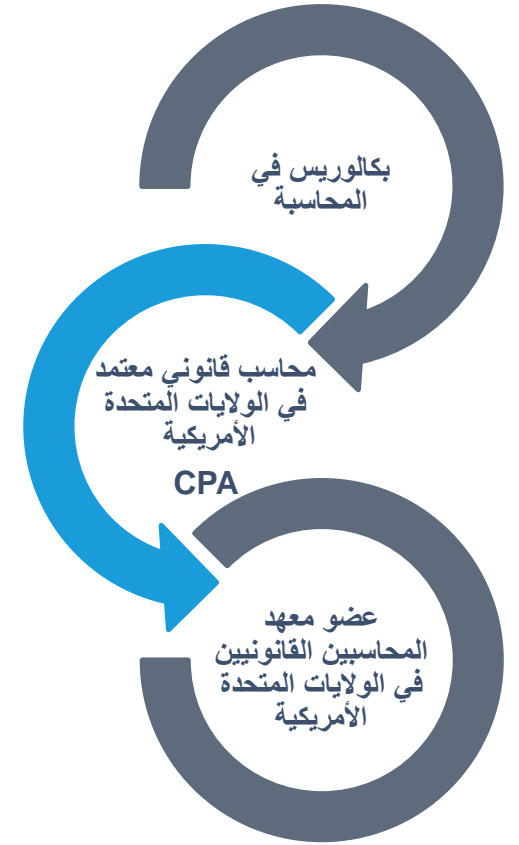 بكالوريس في
المحاسبة
محاسب قانوني معتمد
في الولايات المتحدة
الأمريكية
CPA
عضو معهد
المحاسبين القانونيين
في الولايات المتحدة
الأمريكية